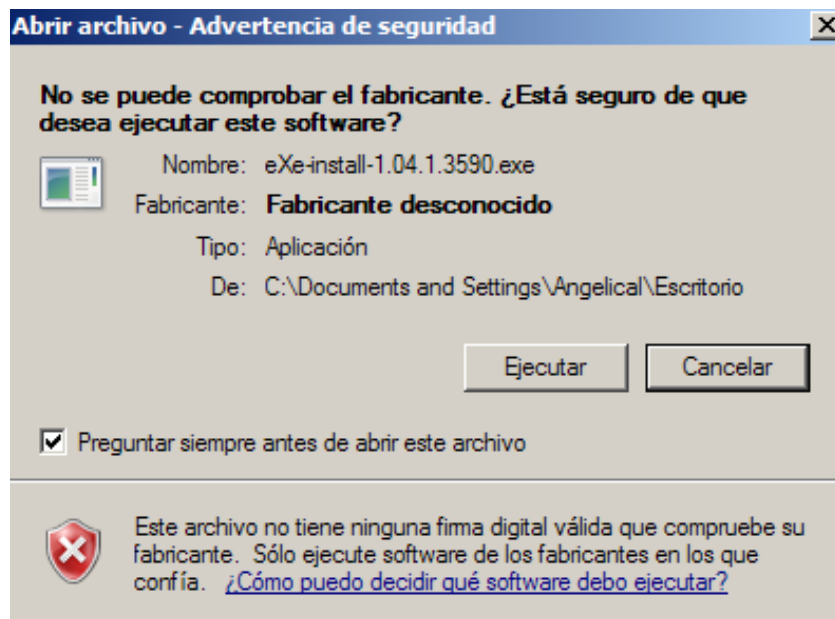 Abrir archivo - Advertencia de seguridad
No se puede comprobar el fabricante. ¿Está seguro de que
desea ejecutar este software?
Nombre: eXe-install-1.04.1.3590.exe
Fabricante: Fabricante desconocido
Tipo: Aplicación
De: C:\Documents and Settings\Angelical\Escritorio
Ejecutar Cancelar
Preguntar siempre antes de abrir este archivo
Este archivo no tiene ninguna firma digital válida que compruebe su
fabricante. Sólo ejecute software de los fabricantes en los que
confía. ¿Cómo puedo decidir qué software debo ejecutar?